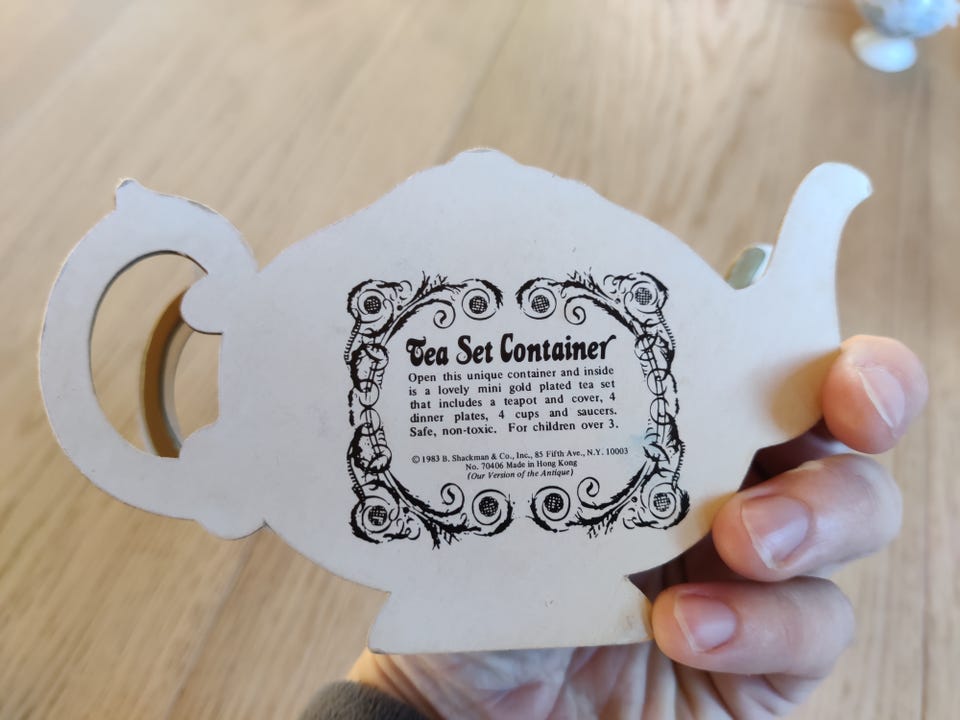 Tea Set Container
Open this unique container and inside
is a lovely mini gold plated tea set
that includes a teapot and cover, 4
dinner plates, 4 cups and saucers.
Safe, non-toxic. For children over 3.
© 1983 B. Shackman & Co., Inc., 85 Fifth Ave., N.Y. 10003
No. 70406 Made in Hong Kong
(Our Version of the Antique)